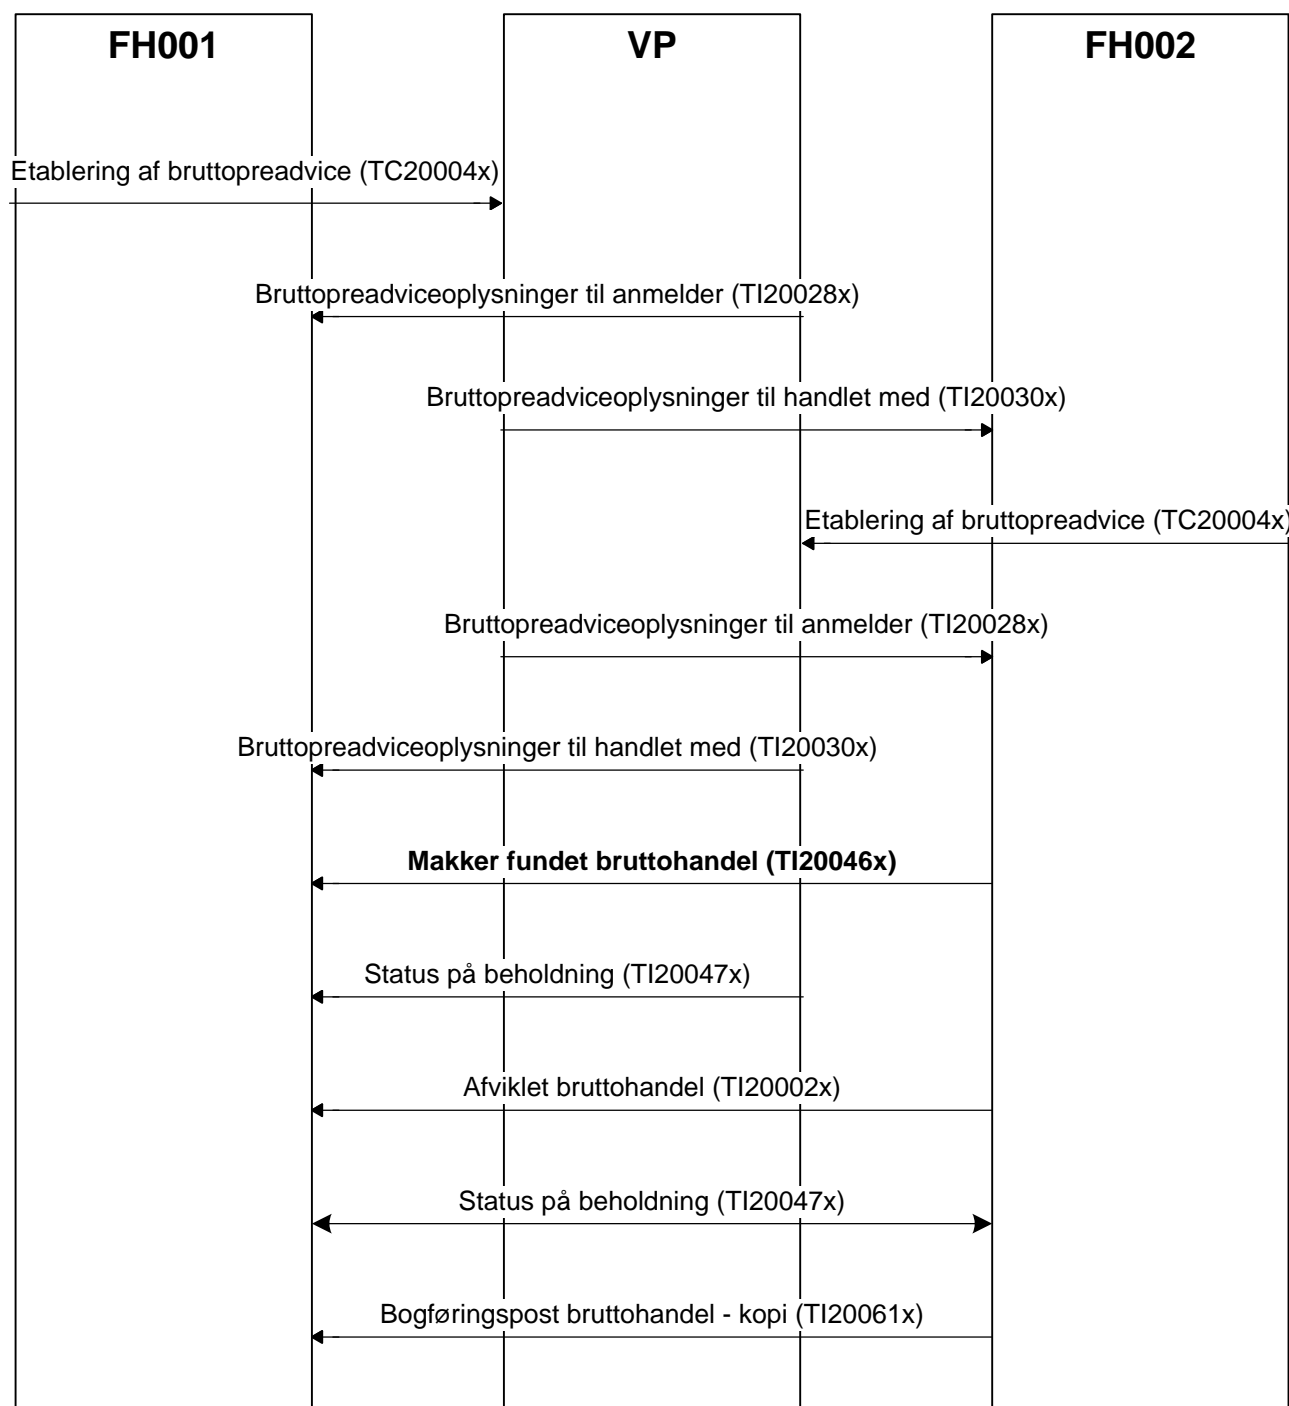 FH001
VP
FH002
Etablering af bruttopreadvice (TC20004x)
Bruttopreadviceoplysninger til anmelder (TI20028x)
Bruttopreadviceoplysninger til handlet med (TI20030x)
Etablering af bruttopreadvice (TC20004x)
Bruttopreadviceoplysninger til anmelder (TI20028x)
Bruttopreadviceoplysninger til handlet med (TI20030x)
Makker fundet bruttohandel (TI20046x)
Status på beholdning (TI20047x)
Afviklet bruttohandel (TI20002x)
Status på beholdning (TI20047x)
Bogføringspost bruttohandel - kopi (TI20061x)